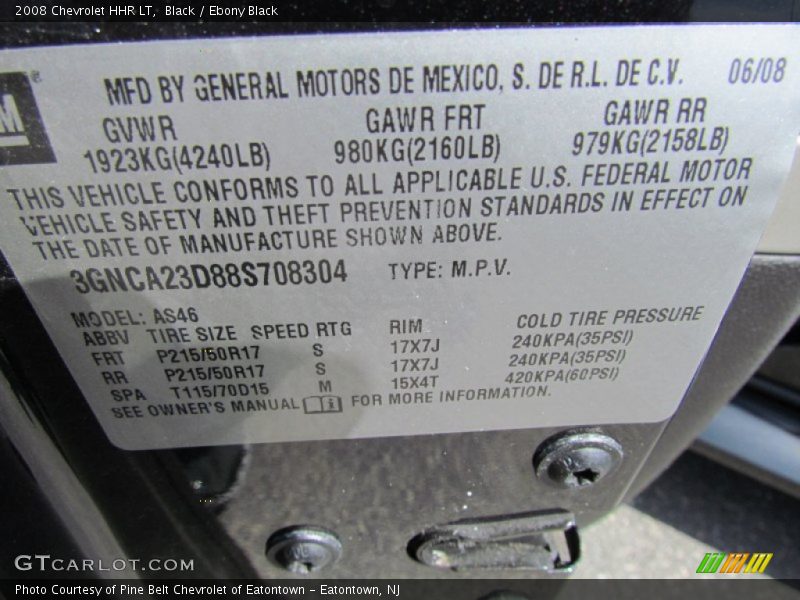 2008 Chevrolet HHR LT, Black / Ebony Black
MFD BY GENERAL MOTORS DE MEXICO, S. DE R.L. DE C.V. 06/08
GM ®
GVWR GAWR FRT GAWR RR
1923KG(4240LB) 980KG(2160LB) 979KG(2158LB)
THIS VEHICLE CONFORMS TO ALL APPLICABLE U.S. FEDERAL MOTOR
VEHICLE SAFETY AND THEFT PREVENTION STANDARDS IN EFFECT ON
THE DATE OF MANUFACTURE SHOWN ABOVE.
3GNCA23D88S708304 TYPE: M.P.V.
MODEL: AS46
ABBV TIRE SIZE SPEED RTG RIM COLD TIRE PRESSURE
FRT P215/50R17 S 17X7J 240KPA(35PSI)
RR P215/50R17 S 17X7J 240KPA(35PSI)
SPA T115/70D15 M 15X4T 420KPA(60PSI)
SEE OWNER'S MANUAL FOR MORE INFORMATION.
GTCARLOT.COM
Photo Courtesy of Pine Belt Chevrolet of Eatontown – Eatontown, NJ